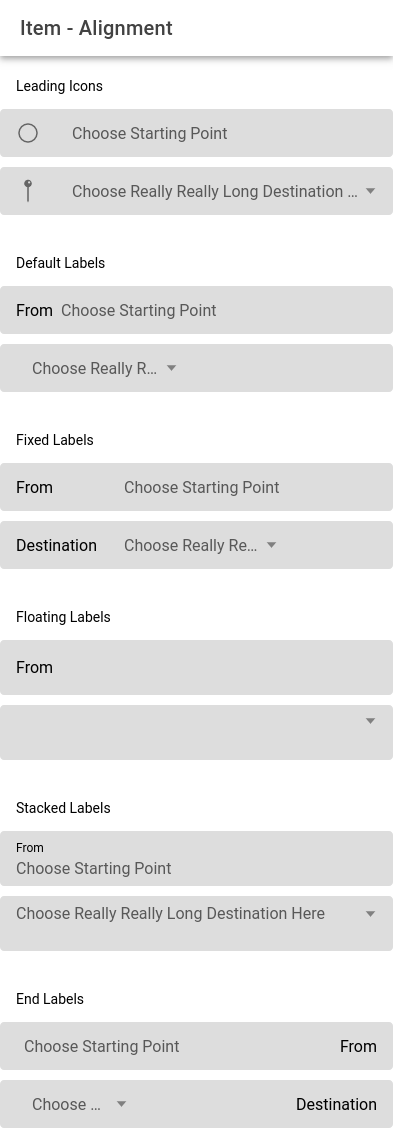 Item - Alignment
Leading Icons
Choose Starting Point
Choose Really Really Long Destination ...
Default Labels
From Choose Starting Point
Choose Really R...
Fixed Labels
From Choose Starting Point
Destination Choose Really Re...
Floating Labels
From
Stacked Labels
From
Choose Starting Point
Choose Really Really Long Destination Here
End Labels
Choose Starting Point From
Choose ... Destination